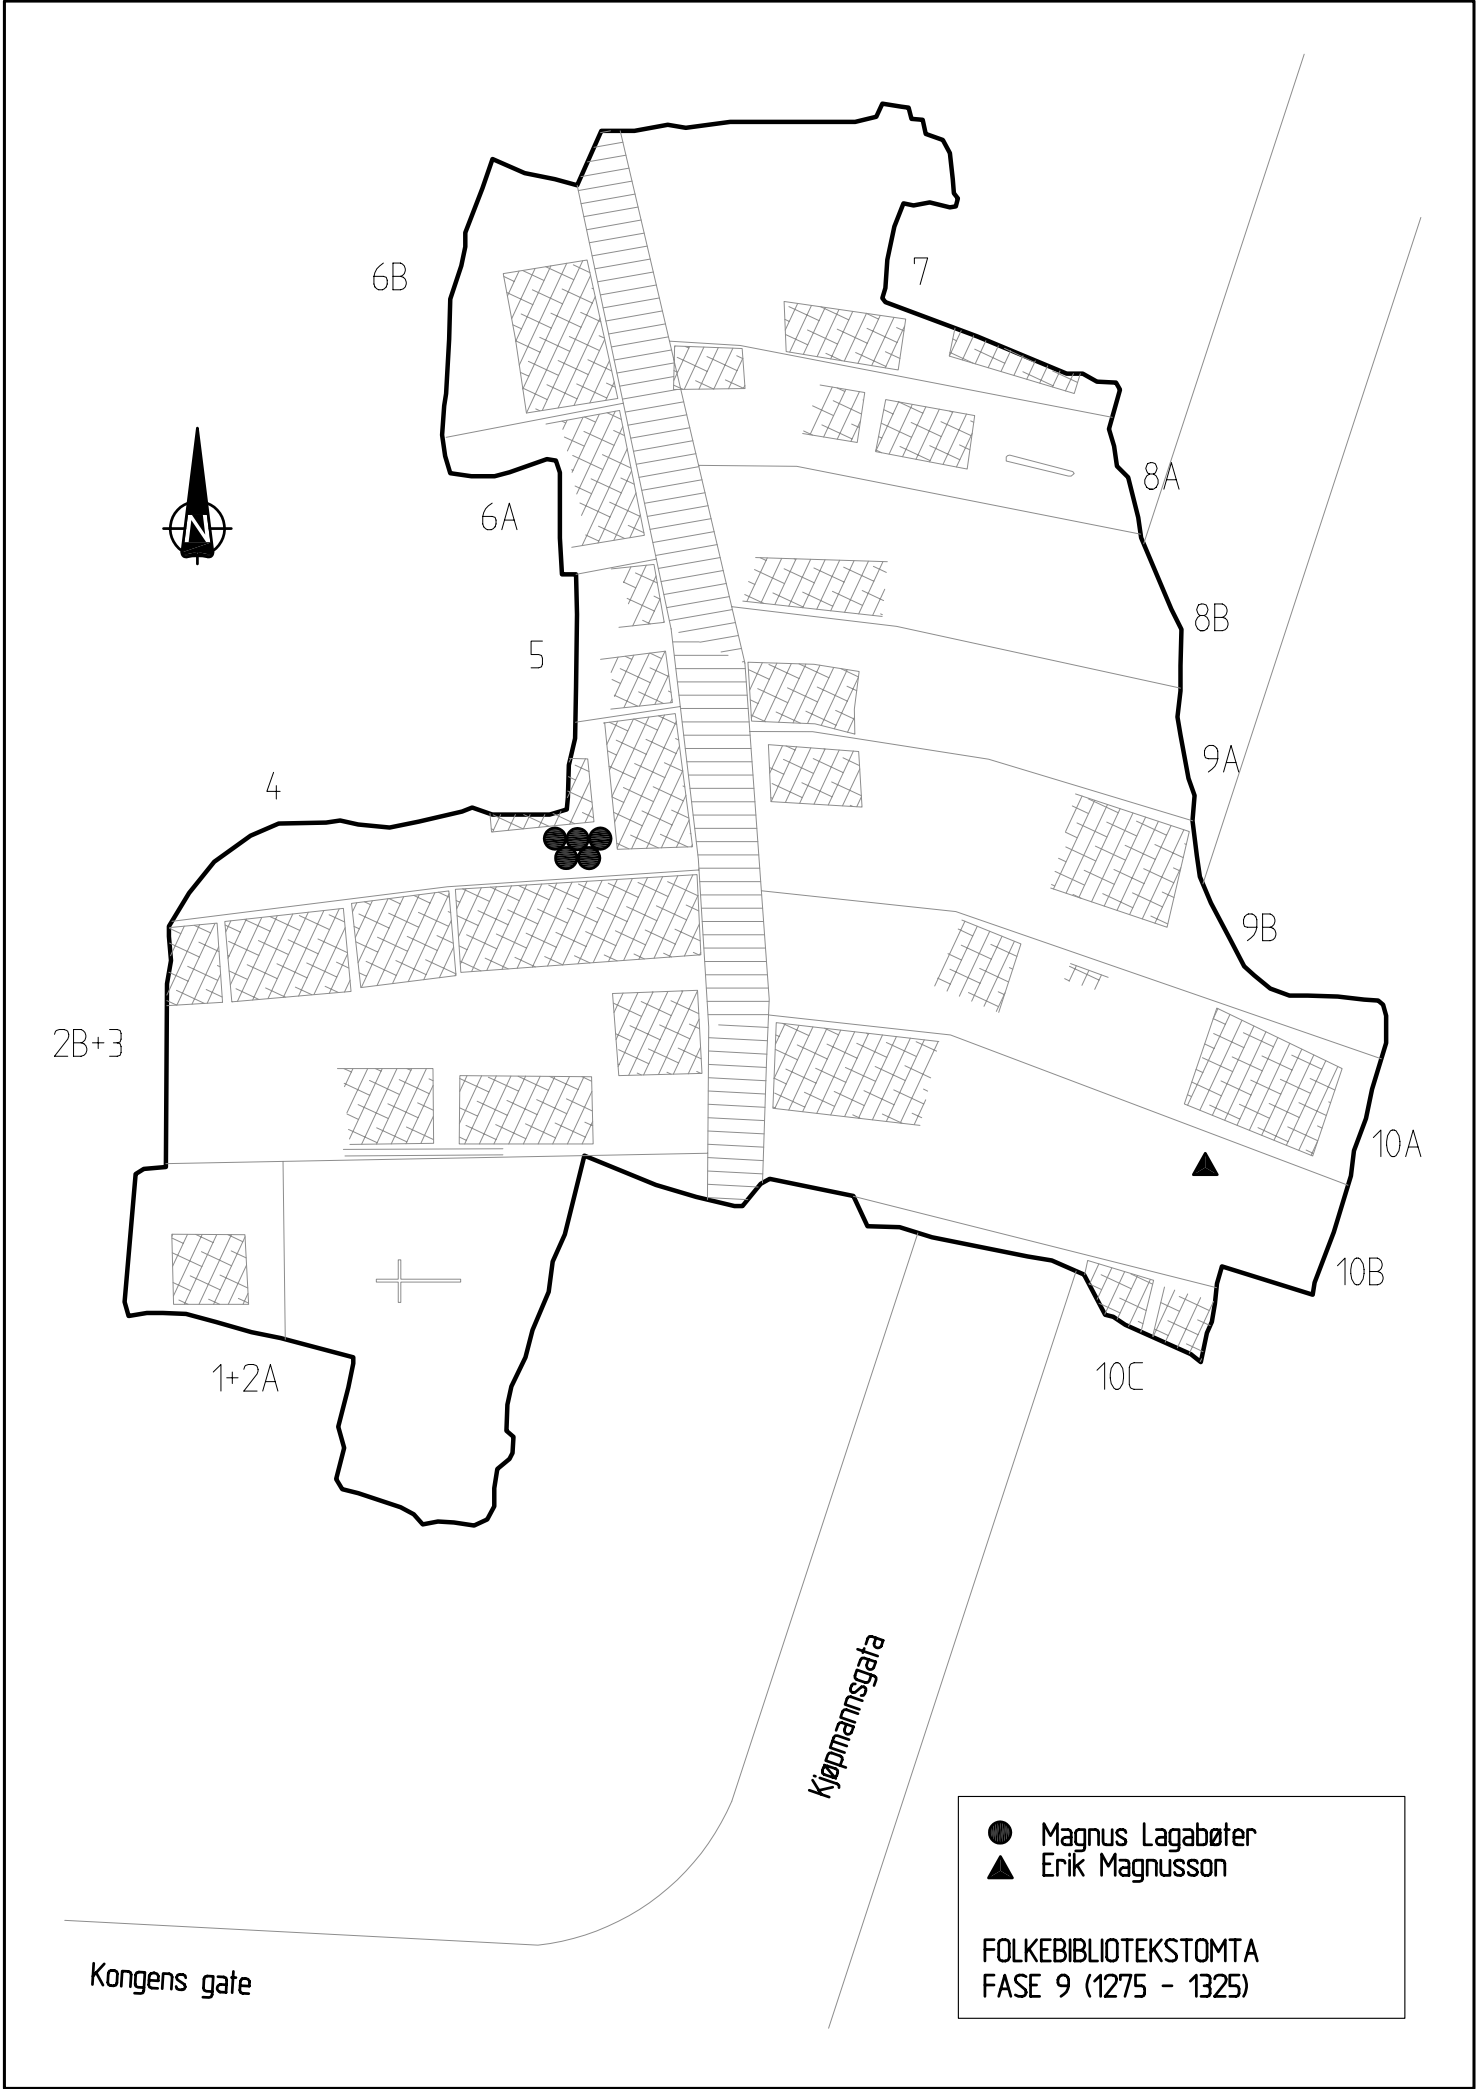 7
6B
8A
6A
N
8B
5
9A
4
9B
2B+3
10A
10B
1+2A
10C
Kjøpmannsgata
Magnus Lagabøter
Erik Magnusson
FOLKEBIBLIOTEKSTOMTA
FASE 9 (1275 - 1325)
Kongens gate